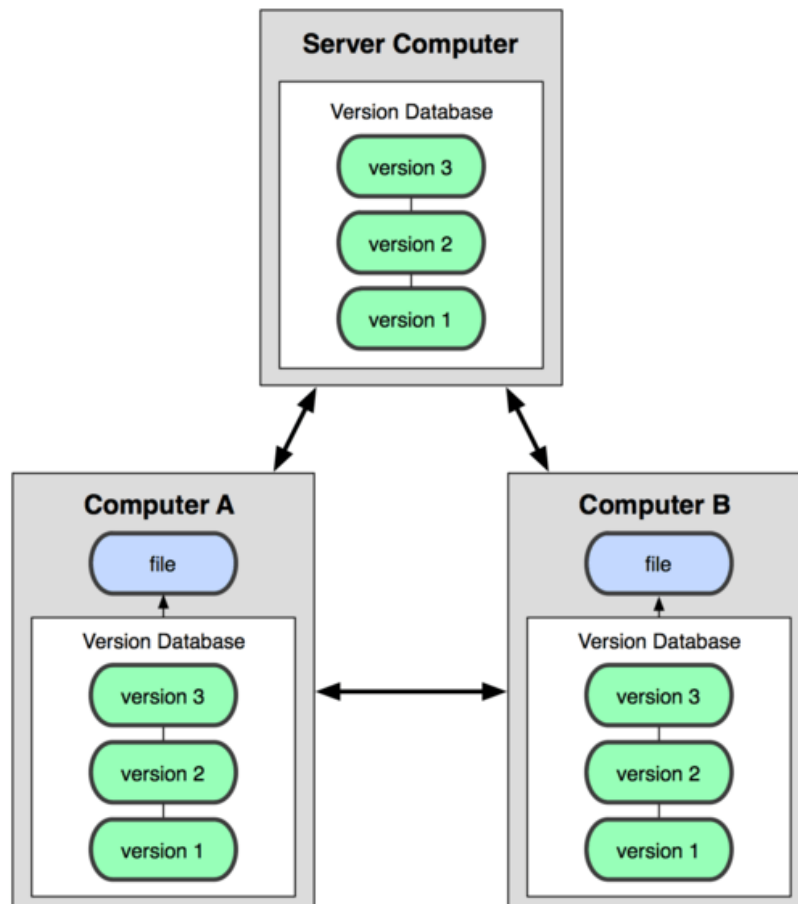 Server Computer
Version Database
version 3
version 2
version 1
Computer A
file
Version Database
version 3
version 2
version 1
Computer B
file
Version Database
version 3
version 2
version 1